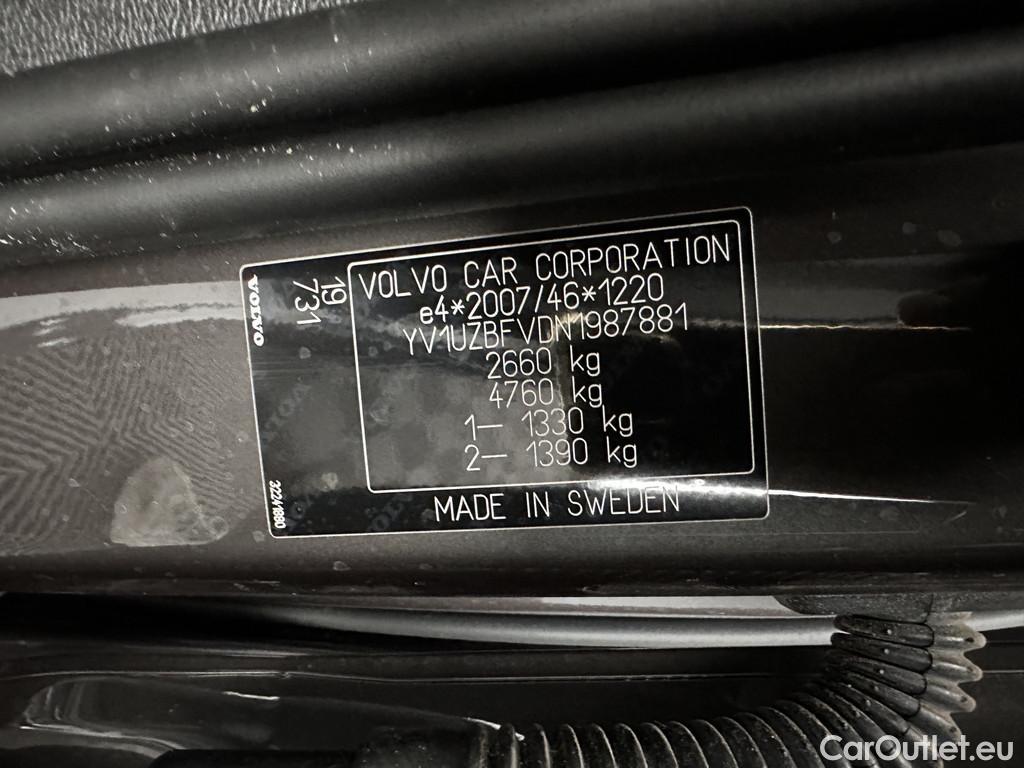 VOLVO
19
731
32241880
VOLVO CAR CORPORATION
e4*2007/46*1220
YV1UZBFVDN1987881
2660 kg
4760 kg
1– 1330 kg
2– 1390 kg
MADE IN SWEDEN
CarOutlet.eu